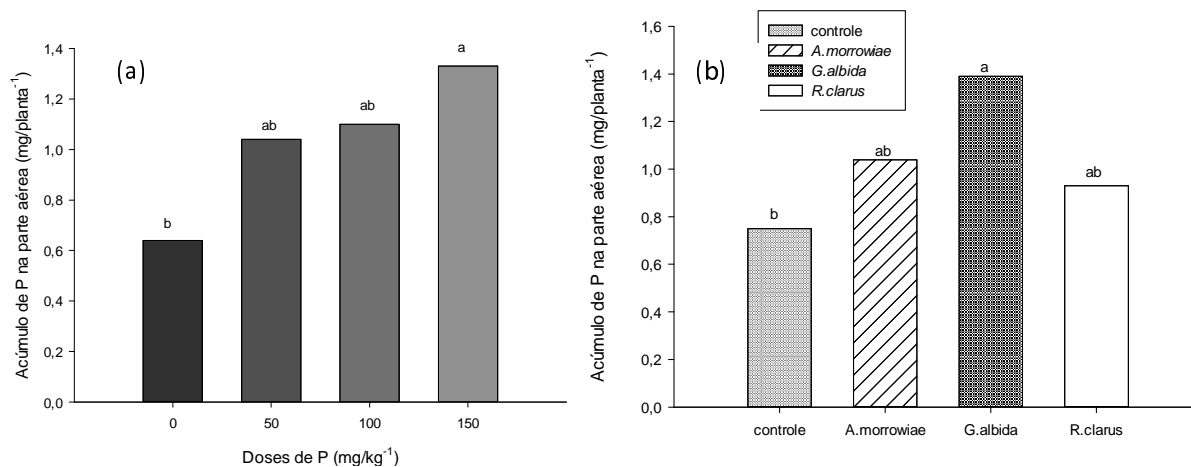 (a)
Acúmulo de P na parte aérea (mg/planta⁻¹)
1,4
1,2
1,0
0,8
0,6
0,4
0,2
0,0
b
ab
ab
a
0
50
100
150
Doses de P (mg/kg⁻¹)
(b)
controle
A.morrowiae
G.albida
R.clarus
Acúmulo de P na parte aérea (mg/planta⁻¹)
1,6
1,4
1,2
1,0
0,8
0,6
0,4
0,2
0,0
b
ab
a
ab
controle
A.morrowiae
G.albida
R.clarus